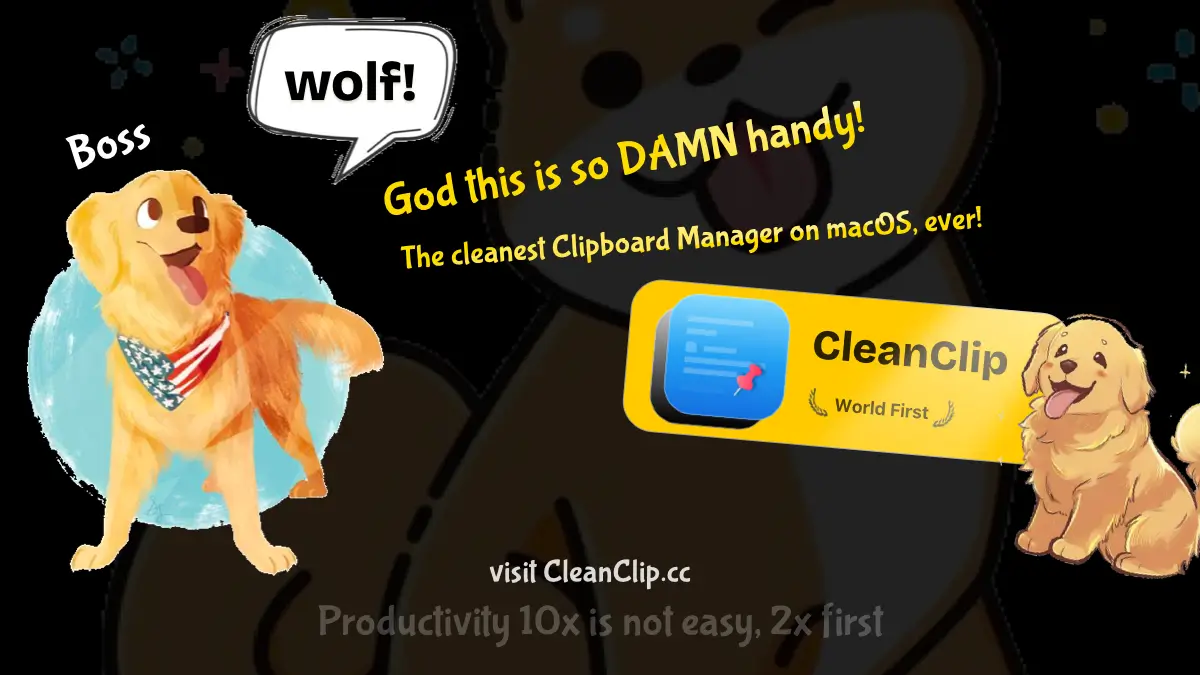 wolf!
Boss
God this is so DAMN handy!
The cleanest Clipboard Manager on macOS, ever!
CleanClip
World First
visit CleanClip.cc
Productivity 10x is not easy, 2x first